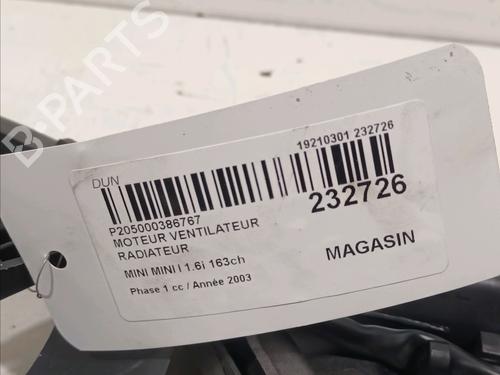 B-PARTS
19210301 232726
DUN
P205000386767
232726
MOTEUR VENTILATEUR
RADIATEUR
MAGASIN
MINI MINI I 1.6i 163ch
Phase 1 cc / Année 2003